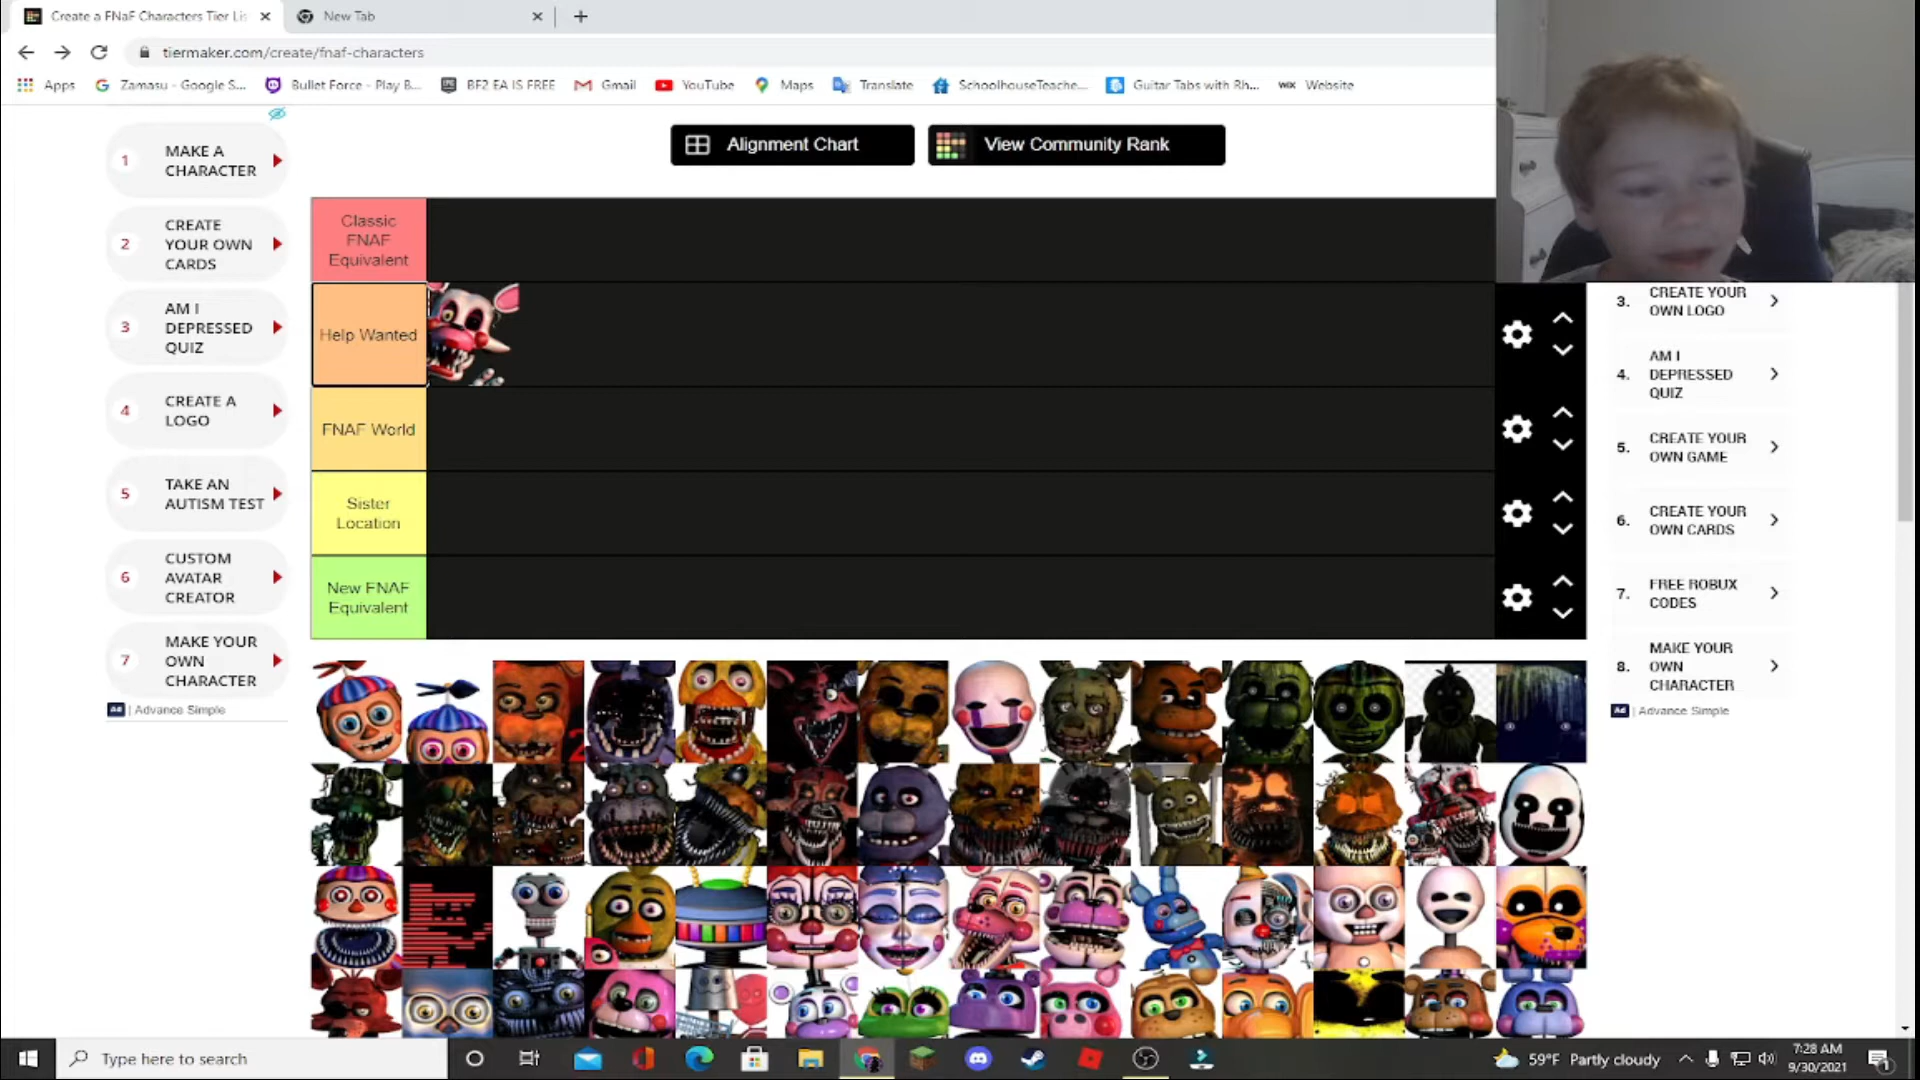 Create a FNaF Characters Tier Lis
New Tab
tiermaker.com/create/fnaf-characters
Apps
Zamasu - Google S...
Bullet Force - Play B...
BF2 EA IS FREE
Gmail
YouTube
Maps
Translate
SchoolhouseTeache...
Guitar Tabs with Rh...
WIX Website
Alignment Chart
View Community Rank
1 MAKE A
CHARACTER
2 CREATE
YOUR OWN
CARDS
3 AM I
DEPRESSED
QUIZ
4 CREATE A
LOGO
5 TAKE AN
AUTISM TEST
6 CUSTOM
AVATAR
CREATOR
7 MAKE YOUR
OWN
CHARACTER
Ad | Advance Simple
Classic
FNAF
Equivalent
Help Wanted
FNAF World
Sister
Location
New FNAF
Equivalent
3. CREATE YOUR
OWN LOGO
4. AM I
DEPRESSED
QUIZ
5. CREATE YOUR
OWN GAME
6. CREATE YOUR
OWN CARDS
7. FREE ROBUX
CODES
8. MAKE YOUR
OWN
CHARACTER
Ad | Advance Simple
Type here to search
59°F Partly cloudy
7:28 AM
9/30/2021